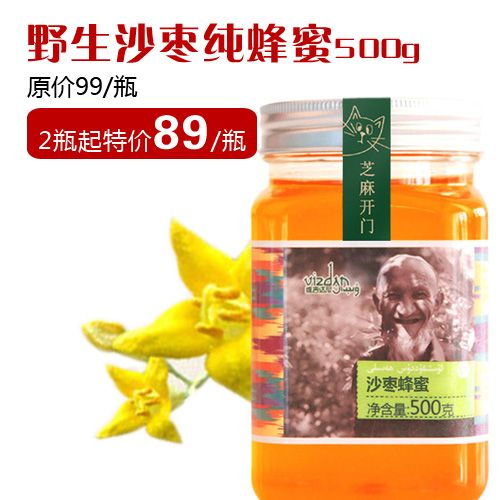 野生沙枣纯蜂蜜500g
原价99/瓶
2瓶起特价89/瓶
芝麻开门
vizdan
沙枣蜂蜜
净含量:500克